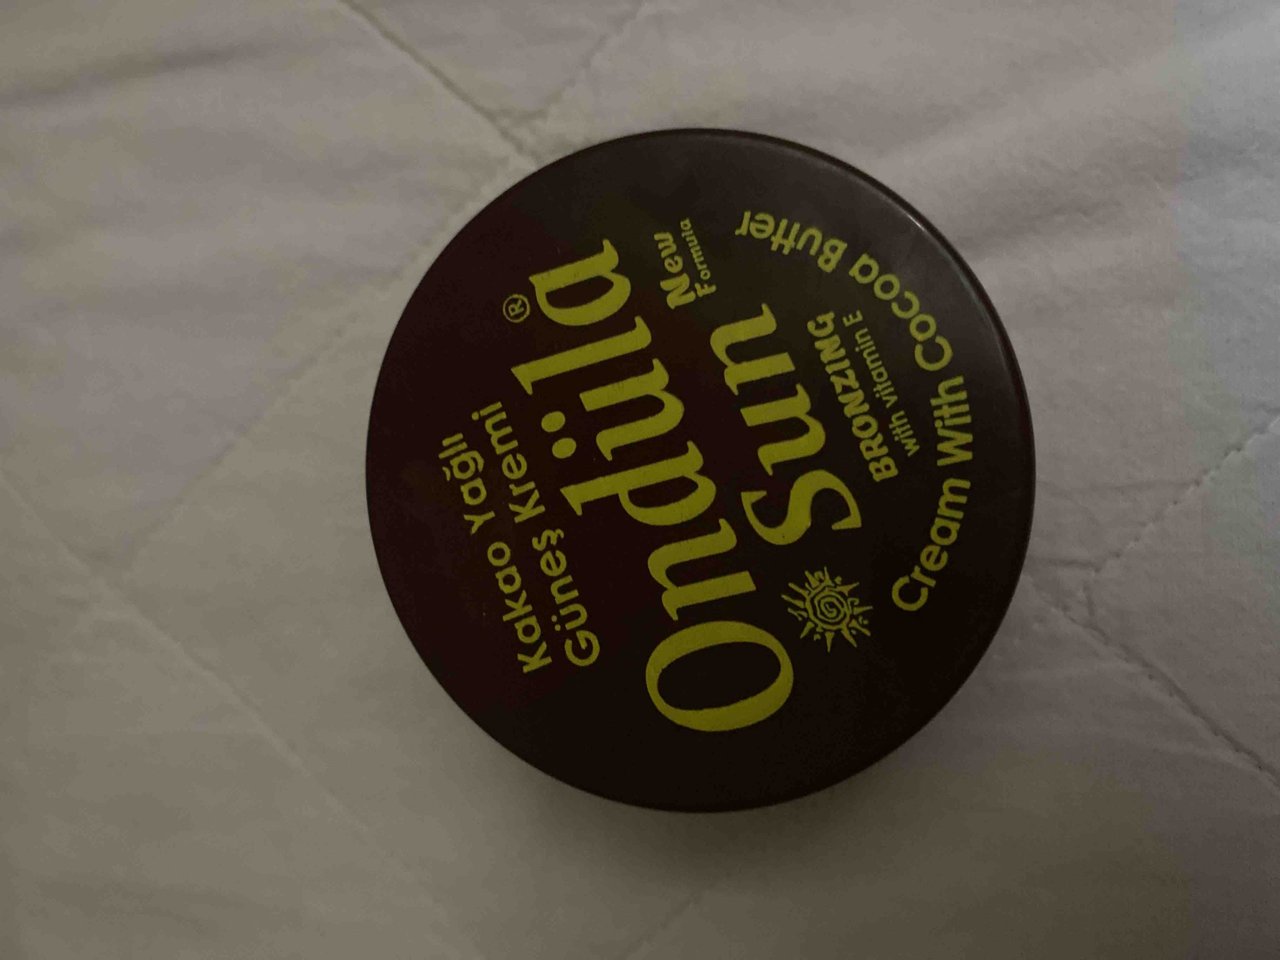 Kakao Yağlı
Güneş Kremi
Ondüla ®
Sun
New
Formula
BRONZING
with vitamin E
Cream With Cocoa Butter